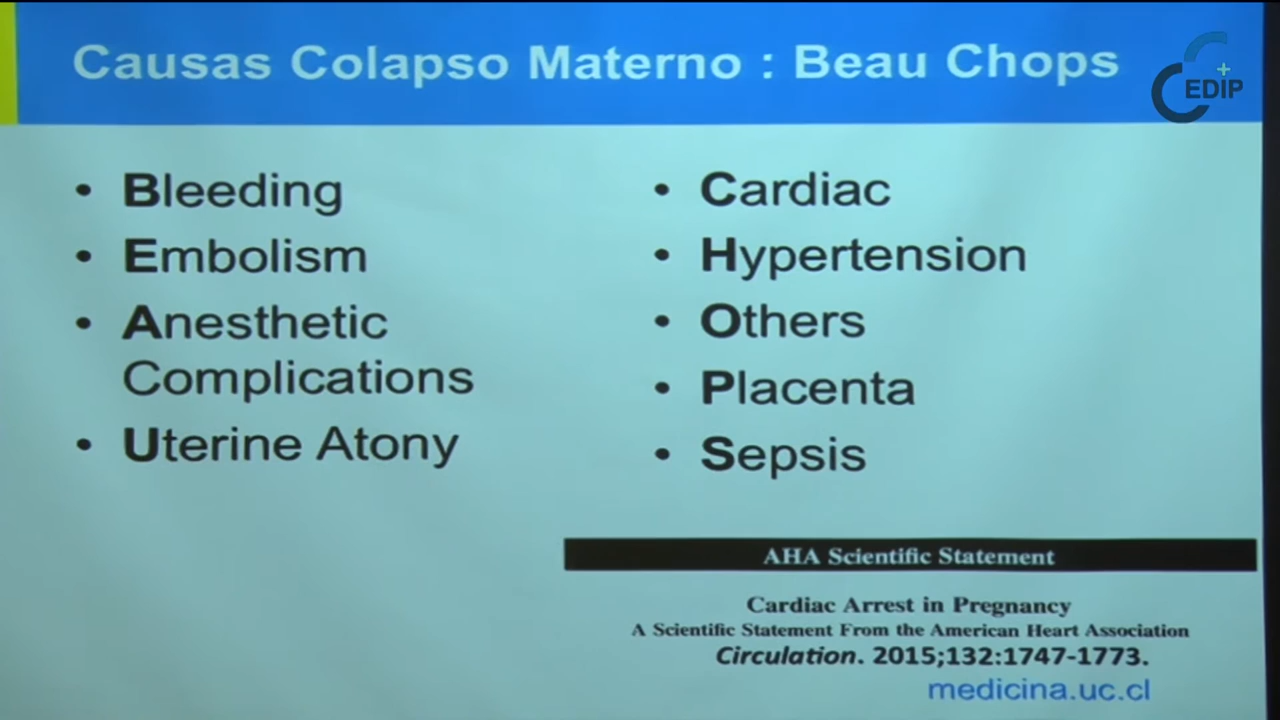 Causas Colapso Materno : Beau Chops
EDIP
• Bleeding
• Embolism
• Anesthetic
Complications
• Uterine Atony
• Cardiac
• Hypertension
• Others
• Placenta
• Sepsis
AHA Scientific Statement
Cardiac Arrest in Pregnancy
A Scientific Statement From the American Heart Association
Circulation. 2015;132:1747-1773.
medicina.uc.cl